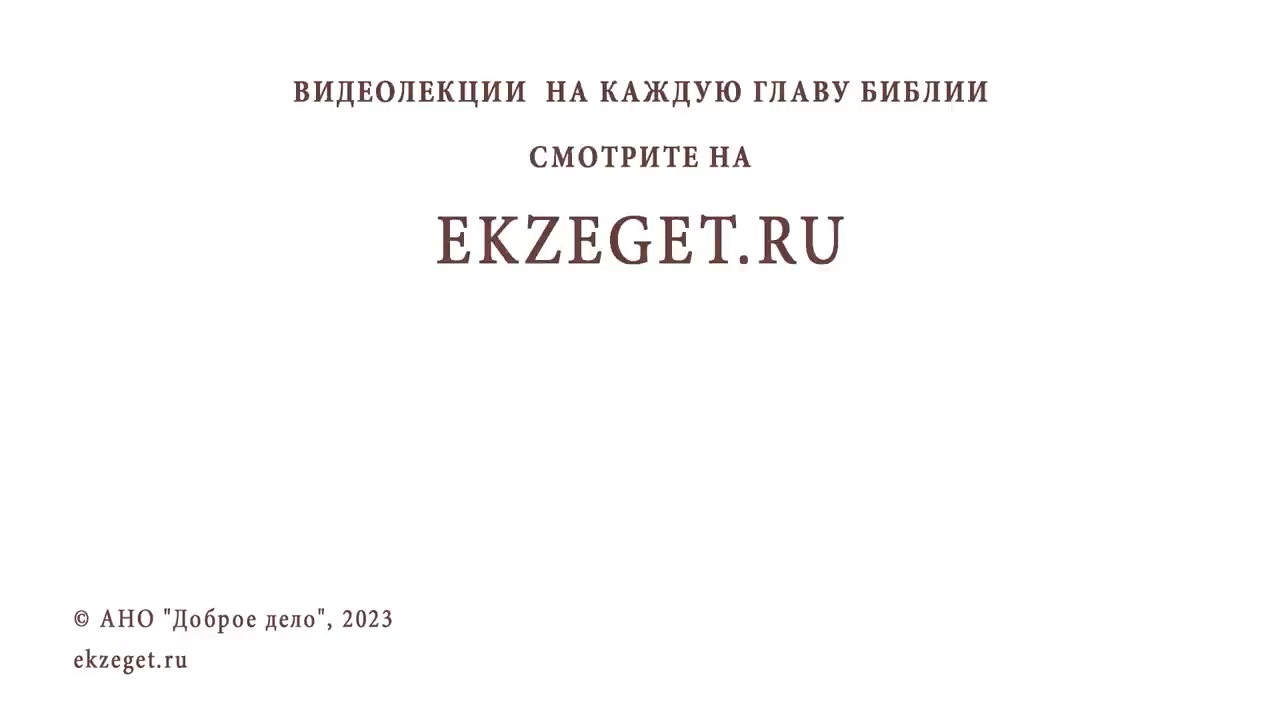 ВИДЕОЛЕКЦИИ НА КАЖДУЮ ГЛАВУ БИБЛИИ
СМОТРИТЕ НА
EKZEGET.RU
© АНО "Доброе дело", 2023
ekzeget.ru